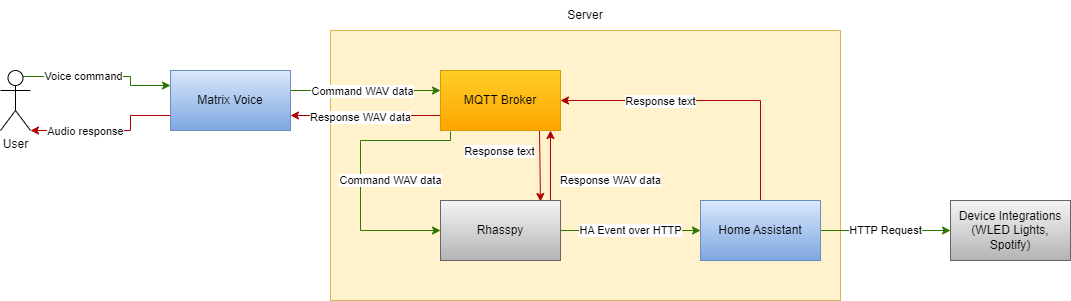 Server
Voice command
Matrix Voice
Command WAV data
MQTT Broker
Response text
Response WAV data
Audio response
User
Response text
Command WAV data
Response WAV data
Rhasspy
HA Event over HTTP
Home Assistant
HTTP Request
Device Integrations
(WLED Lights,
Spotify)